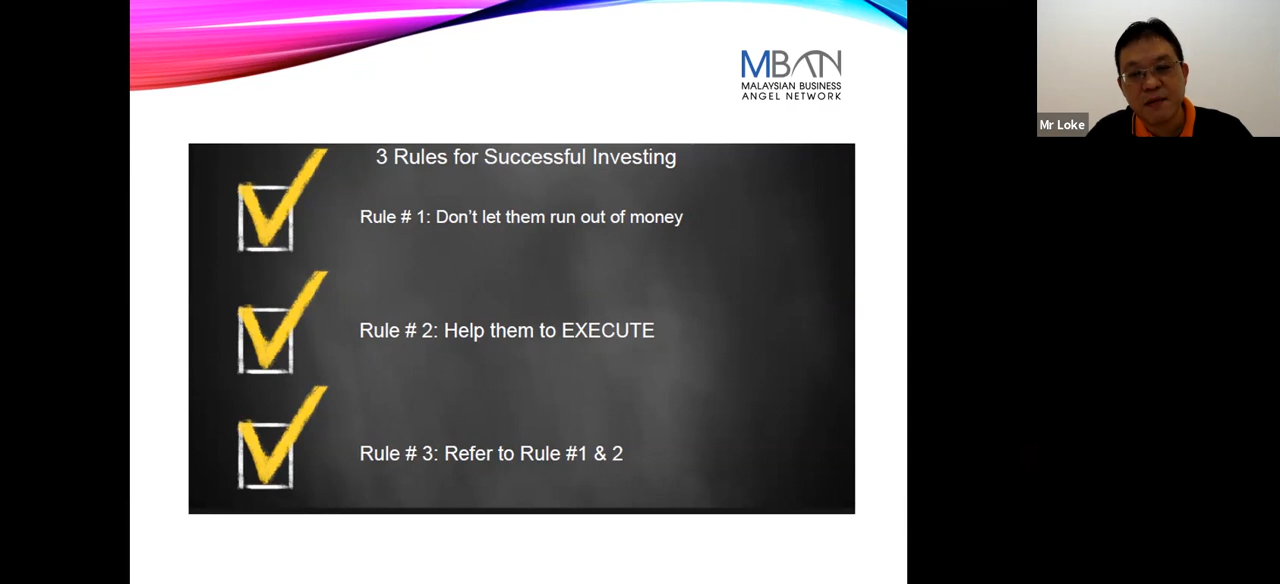 MBAN
MALAYSIAN BUSINESS
ANGEL NETWORK
Mr Loke
3 Rules for Successful Investing
Rule # 1: Don’t let them run out of money
Rule # 2: Help them to EXECUTE
Rule # 3: Refer to Rule #1 & 2